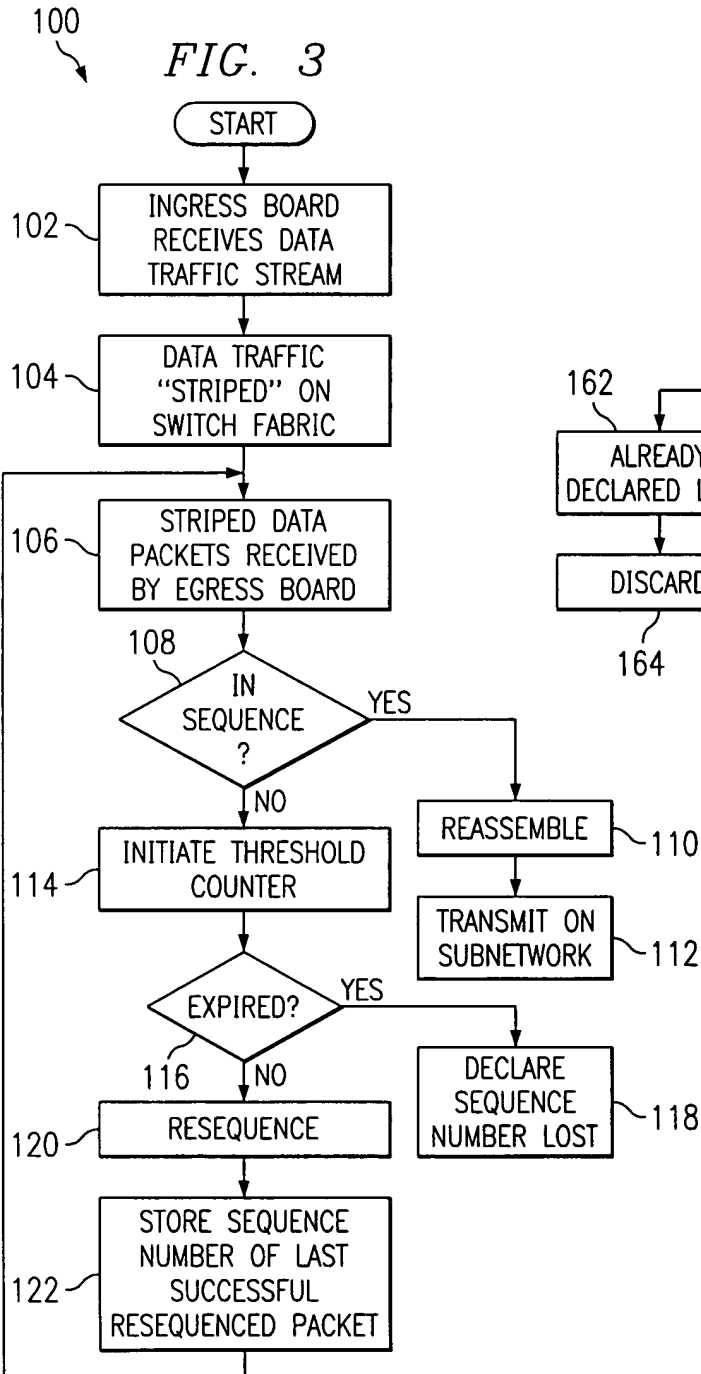 100
FIG. 3
START
102
INGRESS BOARD
RECEIVES DATA
TRAFFIC STREAM
104
DATA TRAFFIC
"STRIPED" ON
SWITCH FABRIC
106
STRIPED DATA
PACKETS RECEIVED
BY EGRESS BOARD
108
IN
SEQUENCE
?
YES
NO
REASSEMBLE
110
TRANSMIT ON
SUBNETWORK
112
114
INITIATE THRESHOLD
COUNTER
EXPIRED?
YES
116
NO
DECLARE
SEQUENCE
NUMBER LOST
118
120
RESEQUENCE
122
STORE SEQUENCE
NUMBER OF LAST
SUCCESSFUL
RESEQUENCED PACKET
162
ALREADY
DECLARED L
DISCARD
164